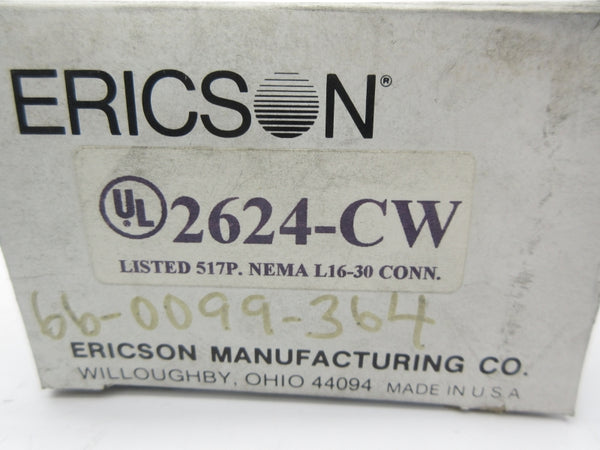 ERICSON®
UL 2624-CW
LISTED 517P. NEMA L16-30 CONN.
66-0099-364
ERICSON MANUFACTURING CO.
WILLOUGHBY, OHIO 44094 MADE IN U.S.A